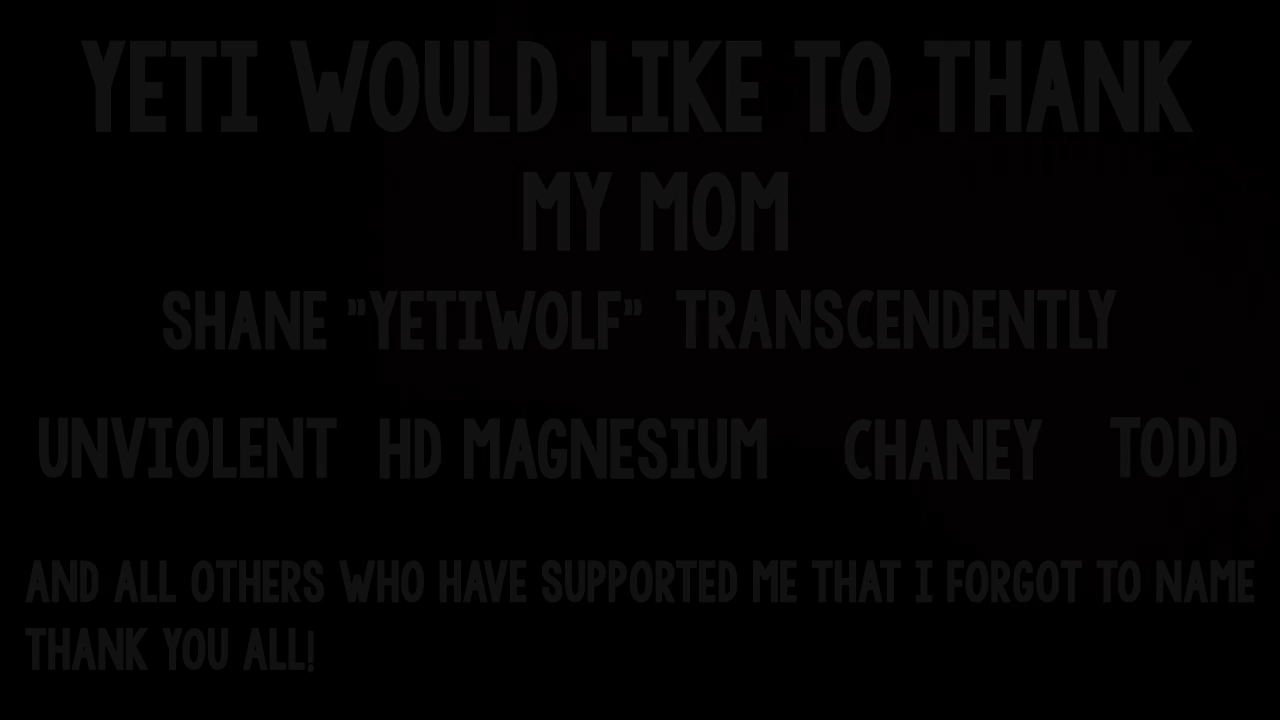 YETI WOULD LIKE TO THANK
MY MOM
SHANE "YETIWOLF" TRANSCENDENTLY
UNVIOLENT HD MAGNESIUM CHANEY TODD
AND ALL OTHERS WHO HAVE SUPPORTED ME THAT I FORGOT TO NAME
THANK YOU ALL!